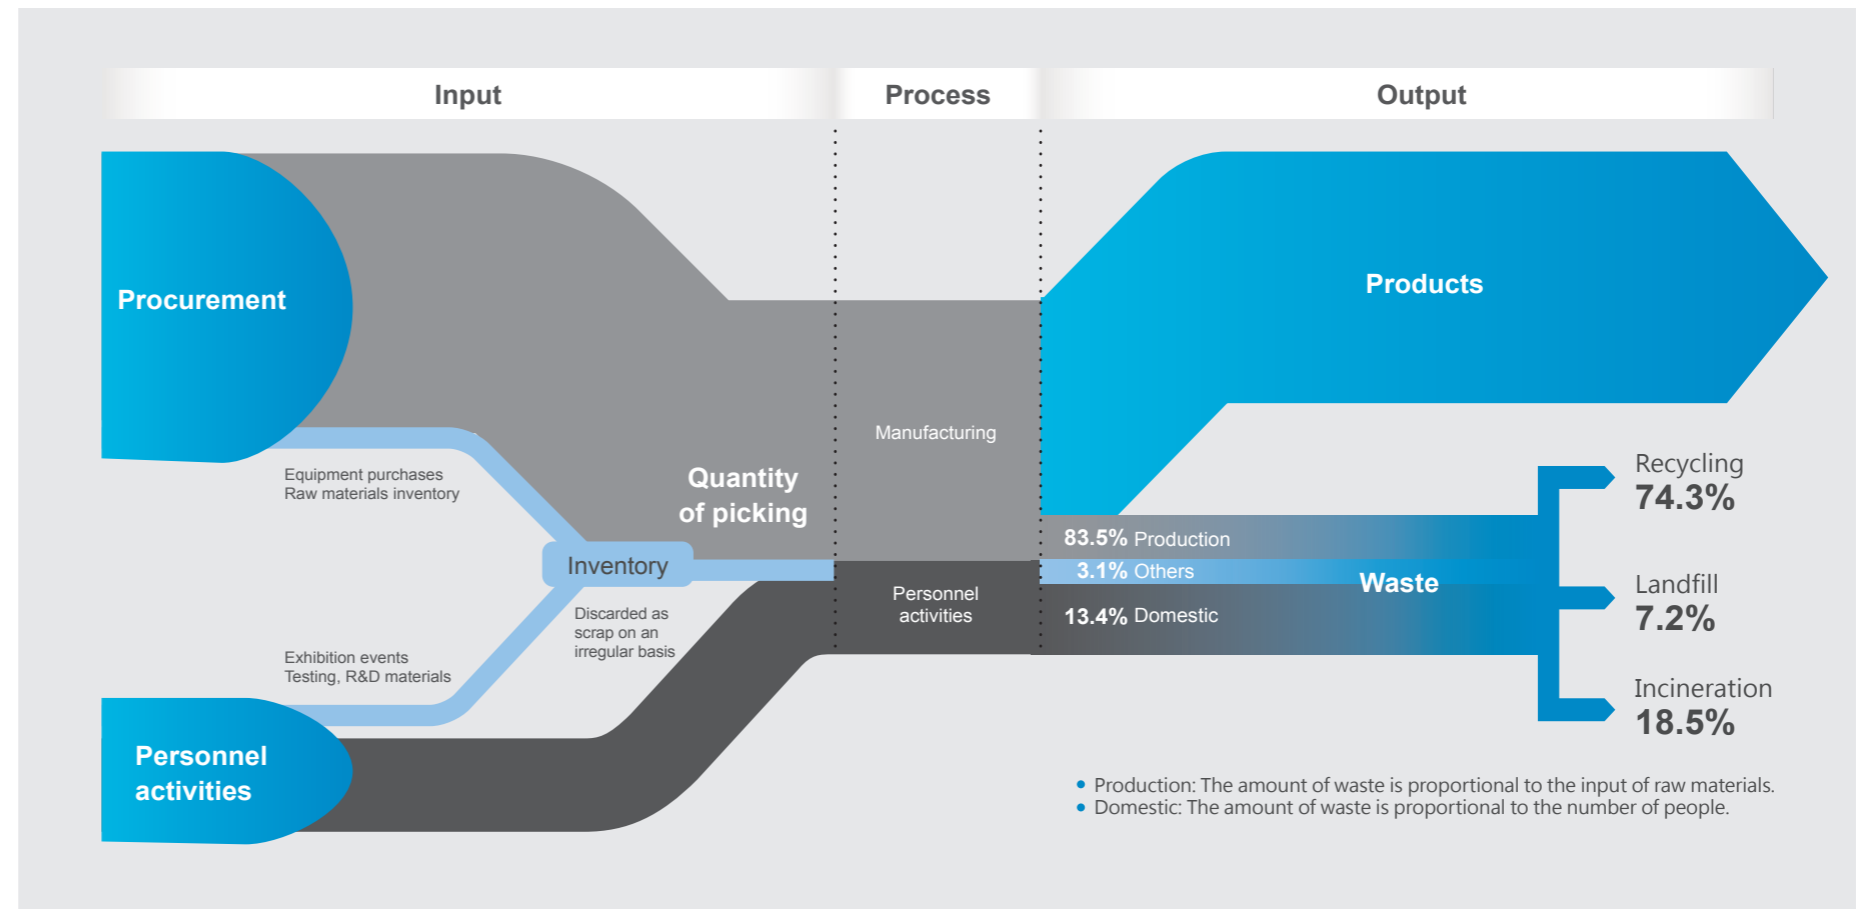 Input
Process
Output
Procurement
Products
Equipment purchases
Raw materials inventory
Quantity
of picking
Manufacturing
Inventory
Discarded as
scrap on an
irregular basis
Exhibition events
Testing, R&D materials
Personnel
activities
Personnel
activities
83.5% Production
3.1% Others
13.4% Domestic
Waste
Recycling
74.3%
Landfill
7.2%
Incineration
18.5%
• Production: The amount of waste is proportional to the input of raw materials.
• Domestic: The amount of waste is proportional to the number of people.